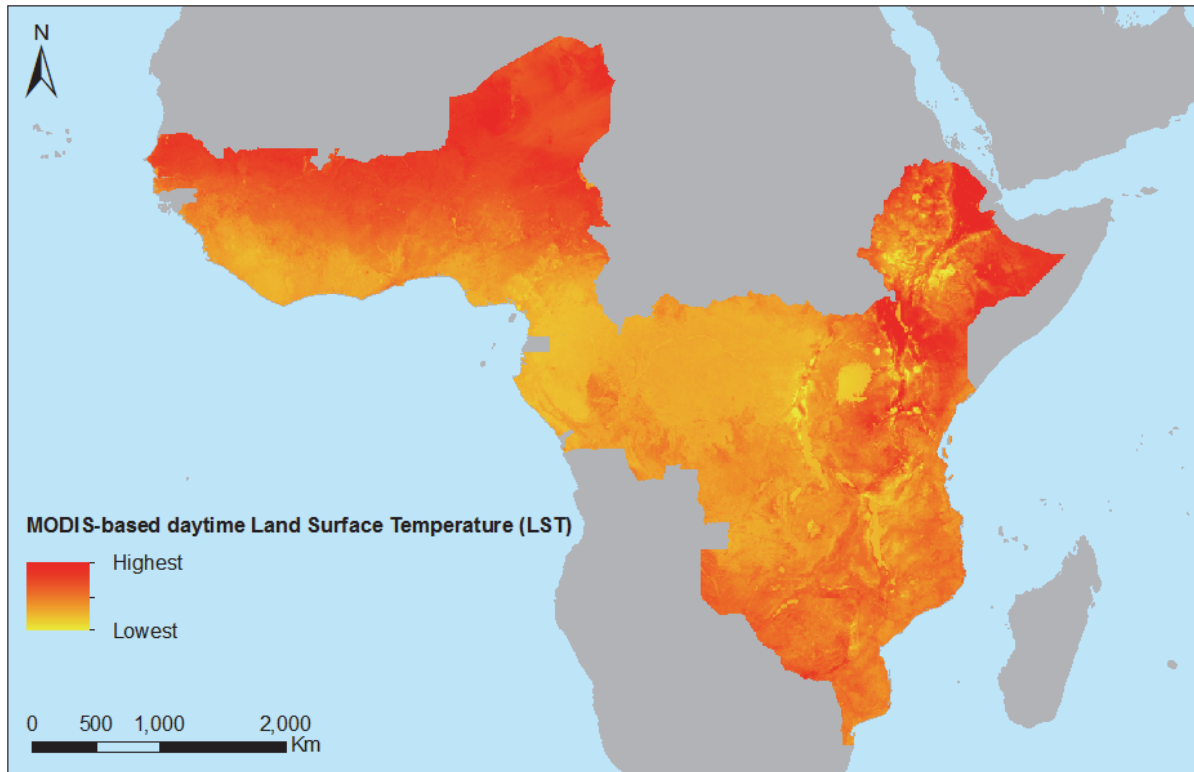 N
MODIS-based daytime Land Surface Temperature (LST)
Highest
Lowest
0 500 1,000 2,000
Km